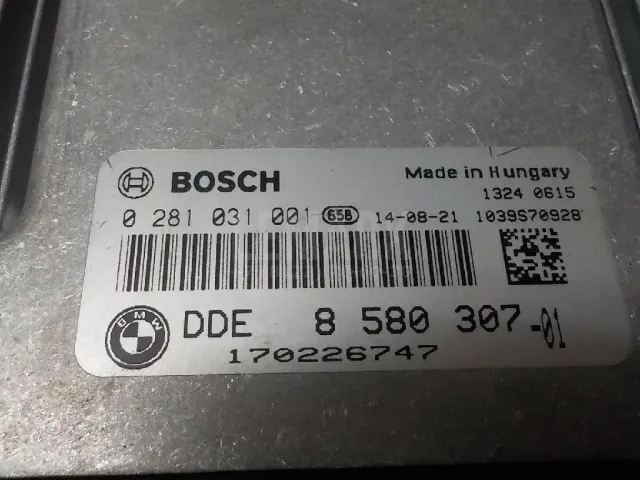 BOSCH
Made in Hungary
1324 0615
0 281 031 001 65B 14-08-21 1039S70928
BMW
DDE 8 580 307-01
170226747